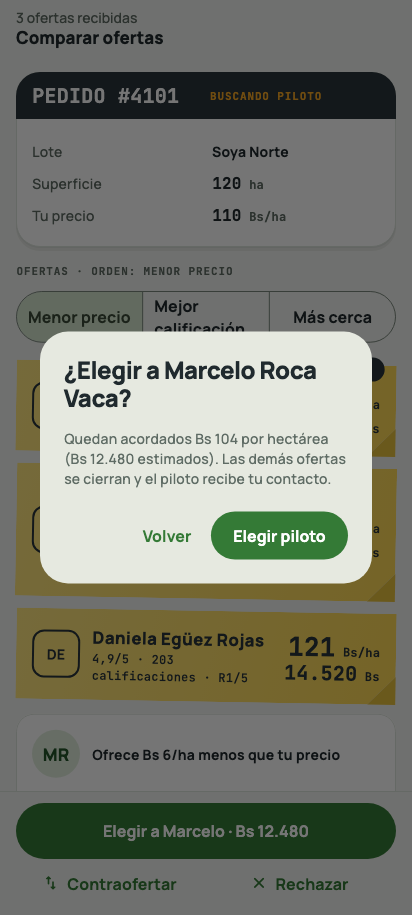 3 ofertas recibidas
Comparar ofertas
PEDIDO #4101 BUSCANDO PILOTO
Lote Soya Norte
Superficie 120 ha
Tu precio 110 Bs/ha
OFERTAS · ORDEN: MENOR PRECIO
Menor precio
Mejor
calificación
Más cerca
¿Elegir a Marcelo Roca
Vaca?
Quedan acordados Bs 104 por hectárea
(Bs 12.480 estimados). Las demás ofertas
se cierran y el piloto recibe tu contacto.
Volver Elegir piloto
DE
Daniela Egüez Rojas
4,9/5 · 203
calificaciones · R1/5
121 Bs/ha
14.520 Bs
MR Ofrece Bs 6/ha menos que tu precio
Elegir a Marcelo · Bs 12.480
Contraofertar Rechazar